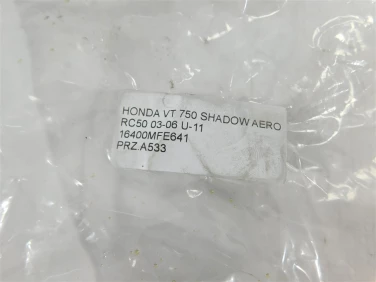 HONDA VT 750 SHADOW AERO
RC50 03-06 U-11
16400MFE641
PRZ.A533